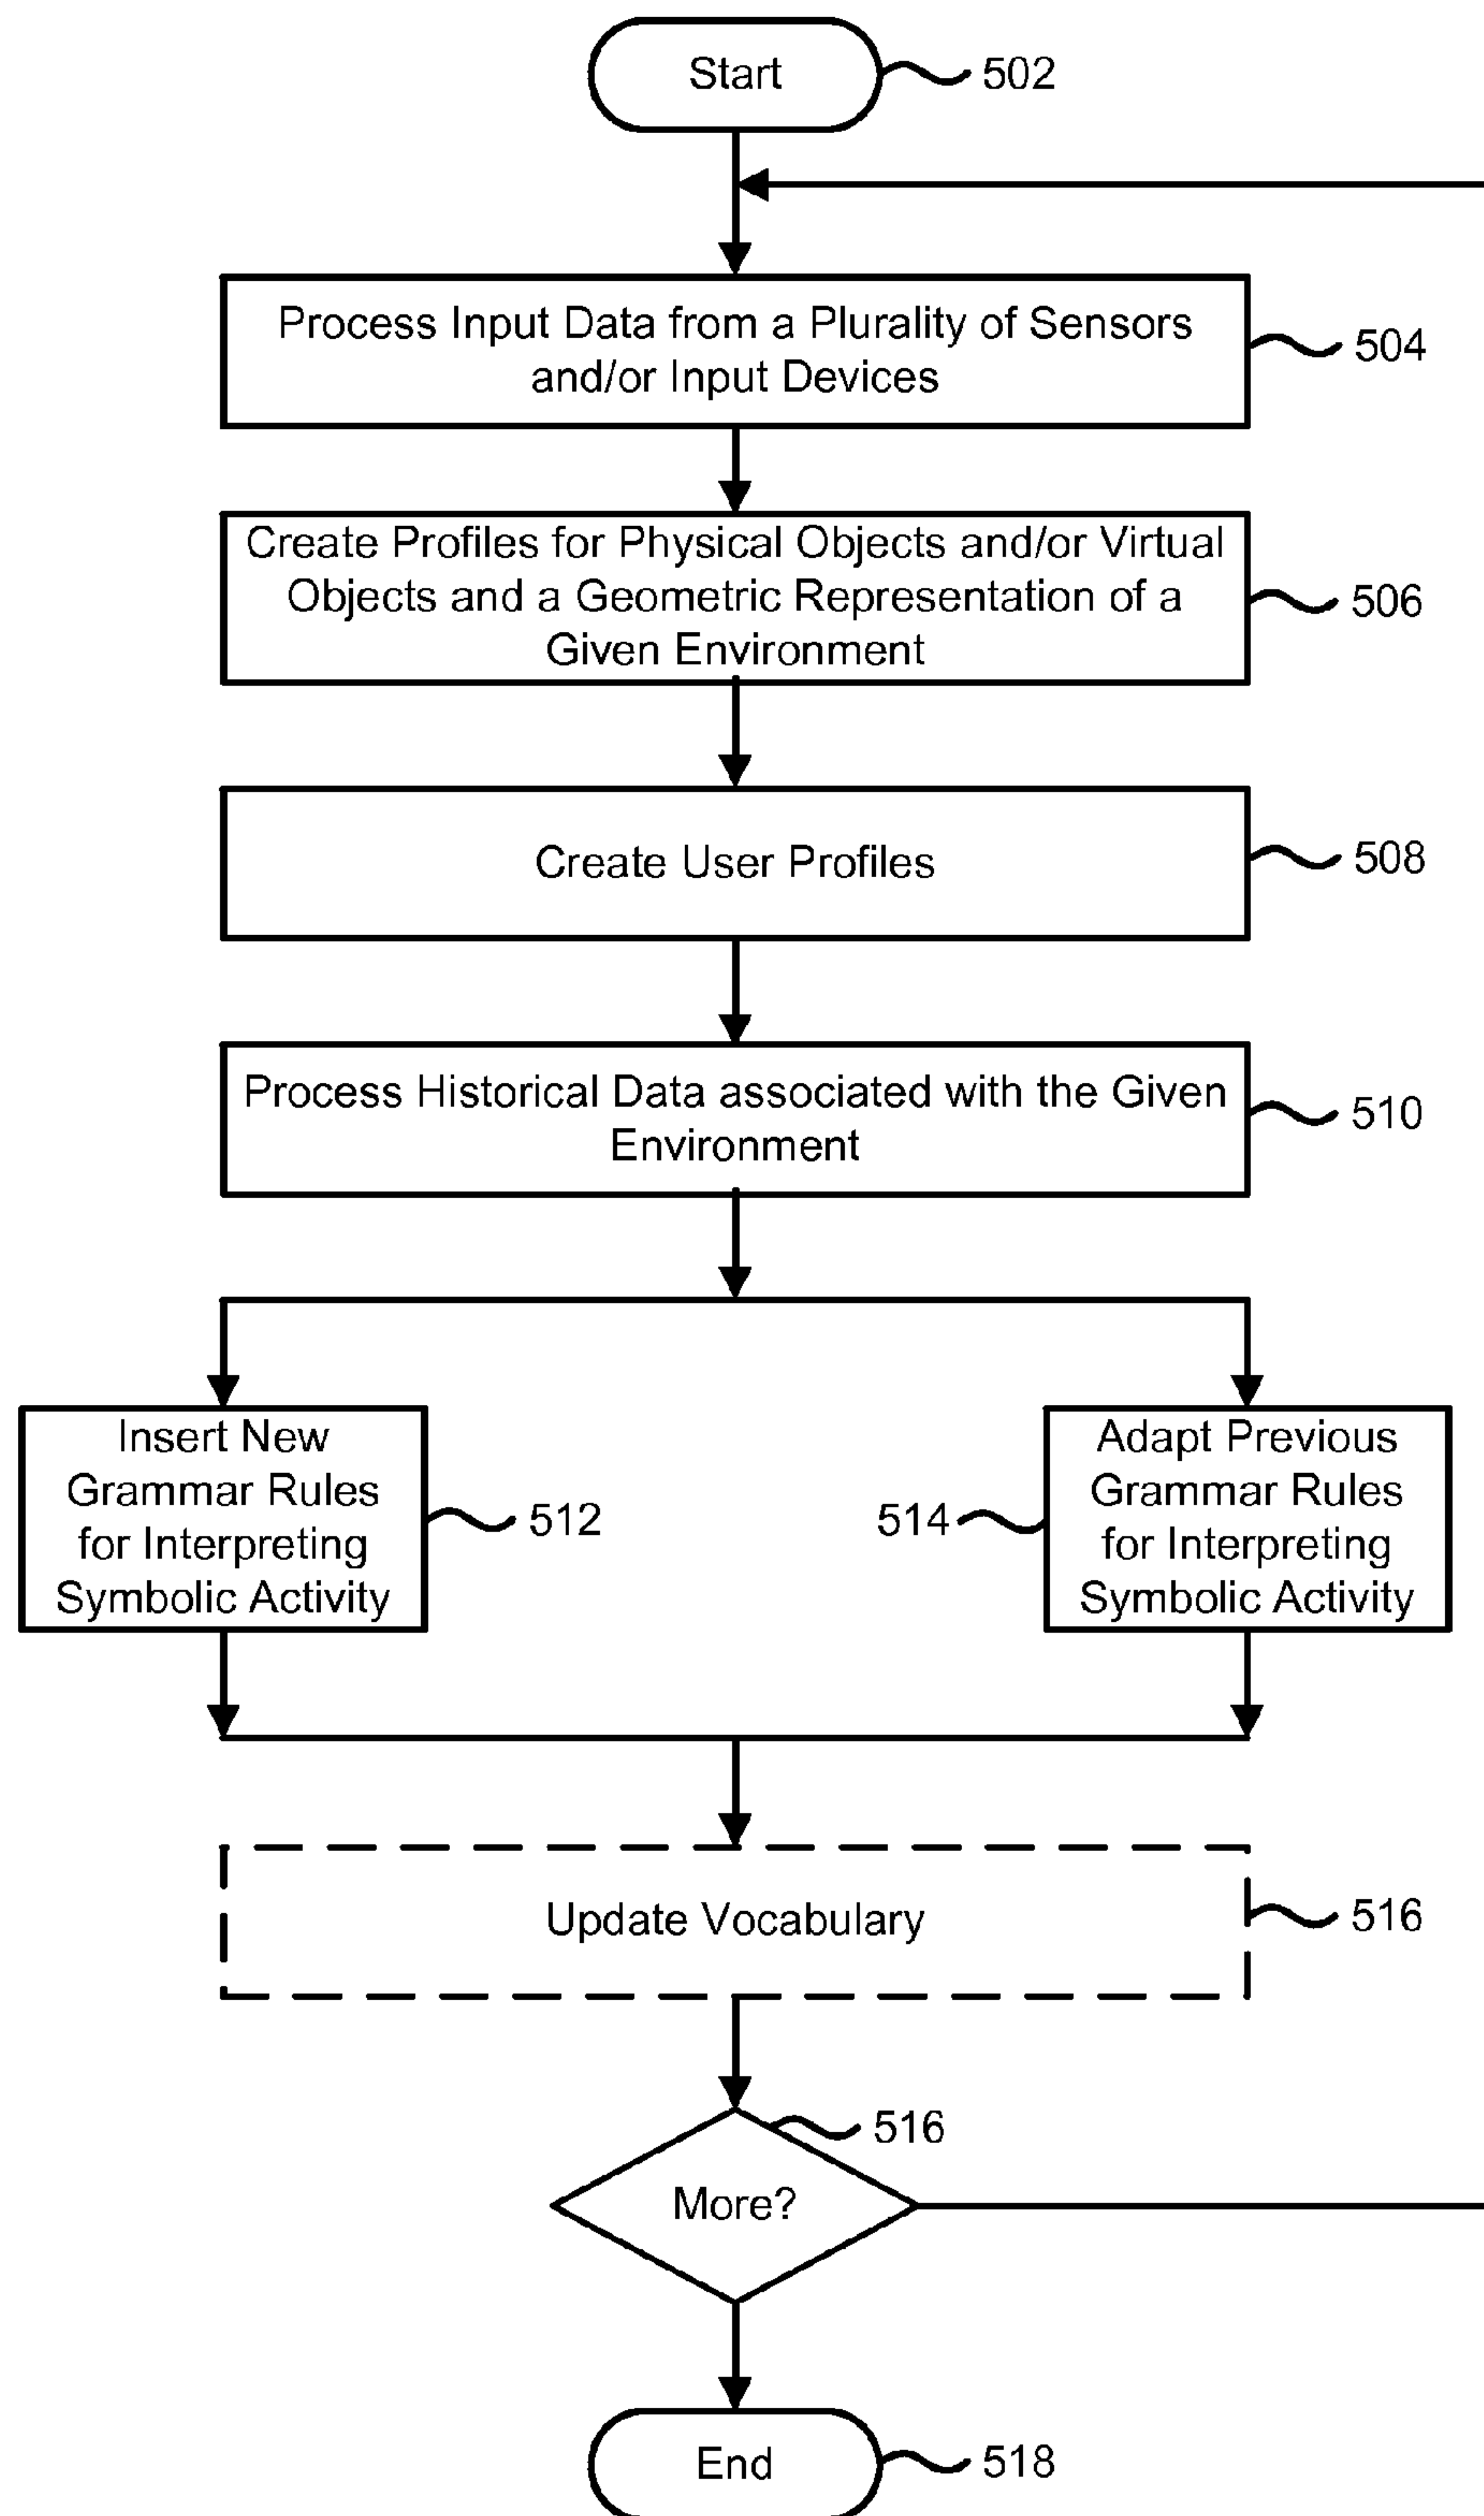 Start
502
Process Input Data from a Plurality of Sensors
and/or Input Devices
504
Create Profiles for Physical Objects and/or Virtual
Objects and a Geometric Representation of a
Given Environment
506
Create User Profiles
508
Process Historical Data associated with the Given
Environment
510
Insert New
Grammar Rules
for Interpreting
Symbolic Activity
512
514
Adapt Previous
Grammar Rules
for Interpreting
Symbolic Activity
Update Vocabulary
516
516
More?
End
518